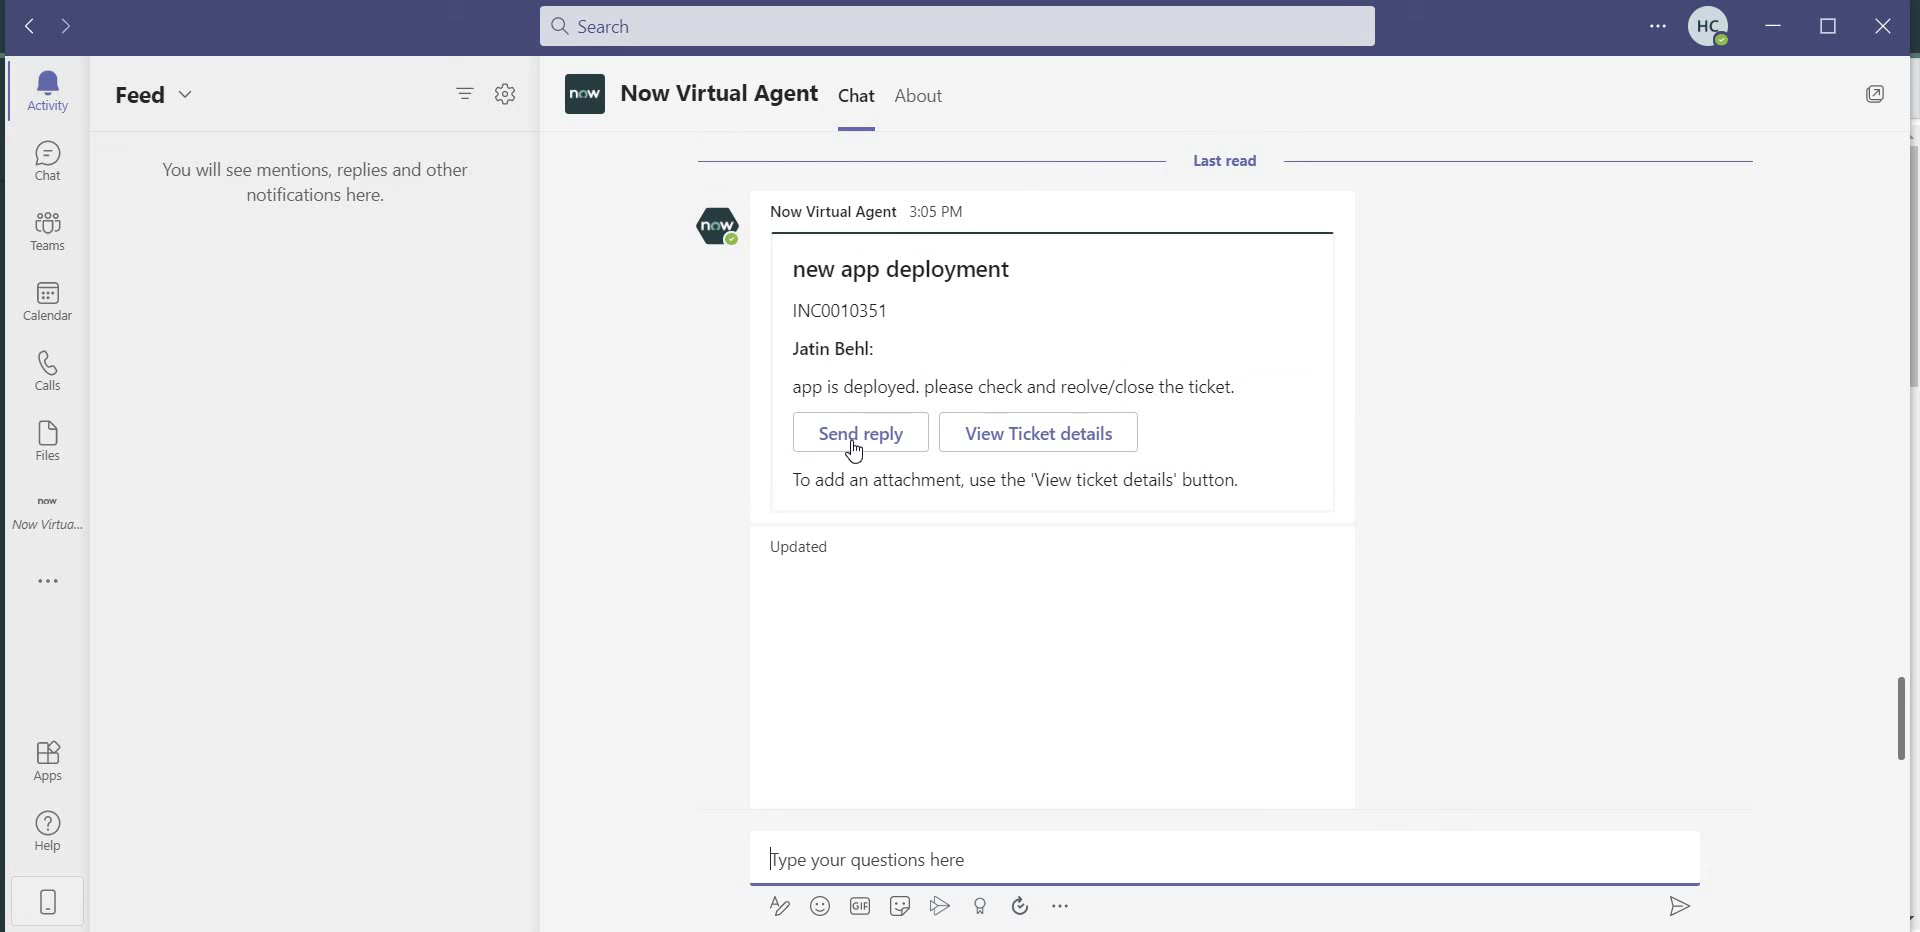 Search
HC
Activity
Feed
now
Now Virtual Agent
Chat
About
You will see mentions, replies and other
notifications here.
Chat
Teams
Calendar
Calls
Files
now
Now Virtua...
Apps
Help
Last read
now
Now Virtual Agent 3:05 PM
new app deployment
INC0010351
Jatin Behl:
app is deployed. please check and reolve/close the ticket.
Send reply
View Ticket details
To add an attachment, use the 'View ticket details' button.
Updated
Type your questions here
GIF